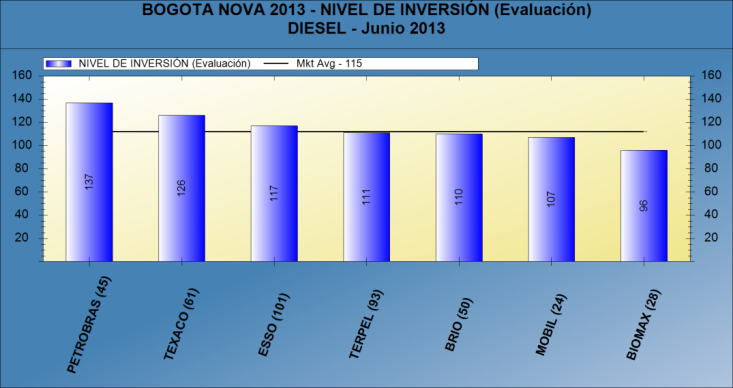 BOGOTA NOVA 2013 - NIVEL DE INVERSIÓN (Evaluación)
DIESEL - Junio 2013
NIVEL DE INVERSIÓN (Evaluación) Mkt Avg - 115
160 160
140 140
120 120
100 100
80 80
60 60
40 40
20 20
137 126 117 111 110 107 96
PETROBRAS (45) TEXACO (61) ESSO (101) TERPEL (93) BRIO (50) MOBIL (24) BIOMAX (28)